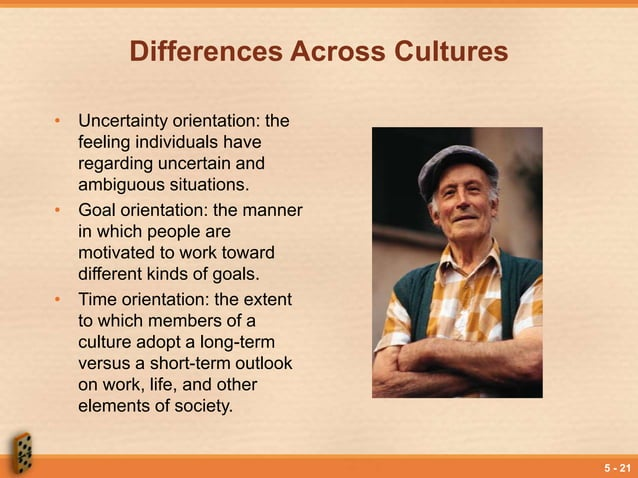 Differences Across Cultures
• Uncertainty orientation: the
feeling individuals have
regarding uncertain and
ambiguous situations.
• Goal orientation: the manner
in which people are
motivated to work toward
different kinds of goals.
• Time orientation: the extent
to which members of a
culture adopt a long-term
versus a short-term outlook
on work, life, and other
elements of society.
5 - 21